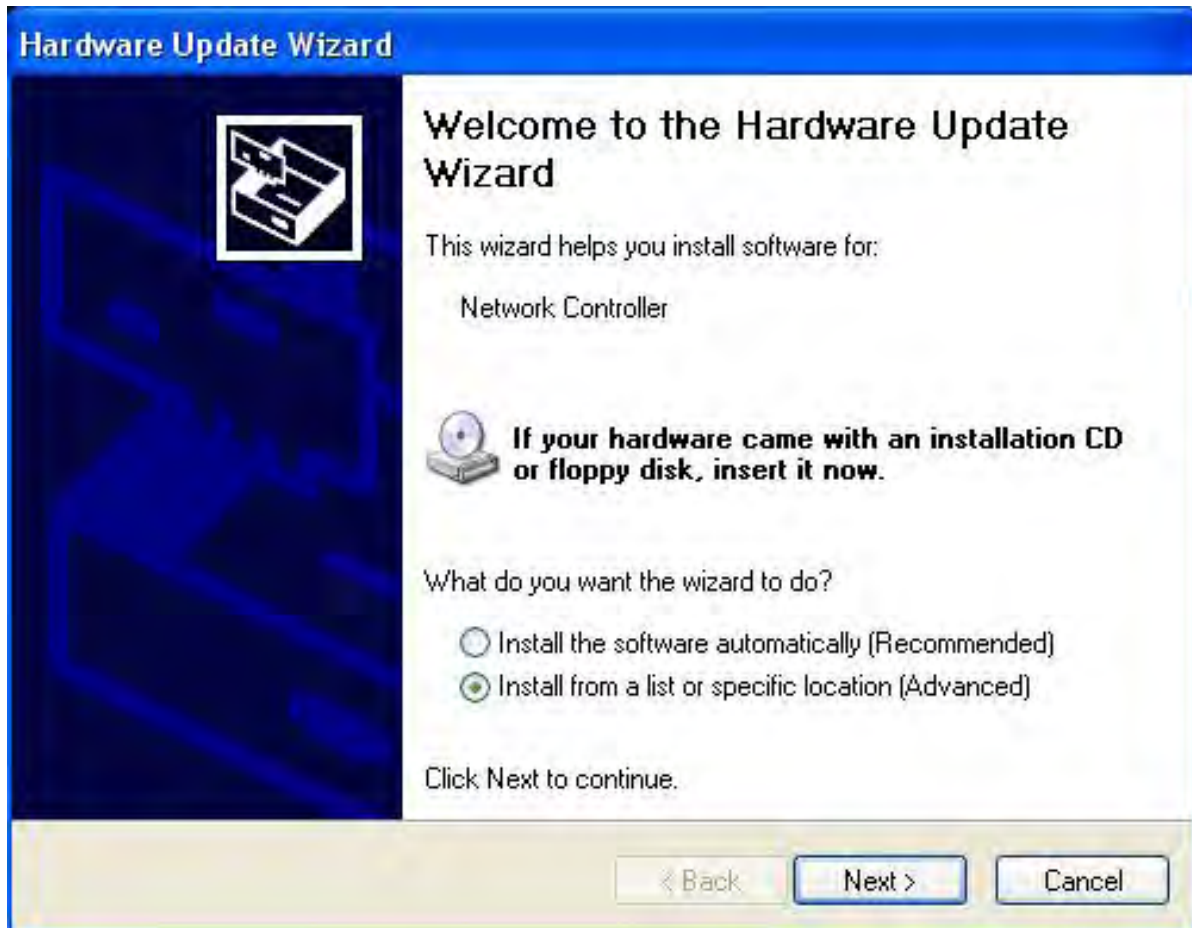 Hardware Update Wizard
Welcome to the Hardware Update
Wizard
This wizard helps you install software for:
Network Controller
If your hardware came with an installation CD
or floppy disk, insert it now.
What do you want the wizard to do?
Install the software automatically (Recommended)
Install from a list or specific location (Advanced)
Click Next to continue.
< Back
Next >
Cancel